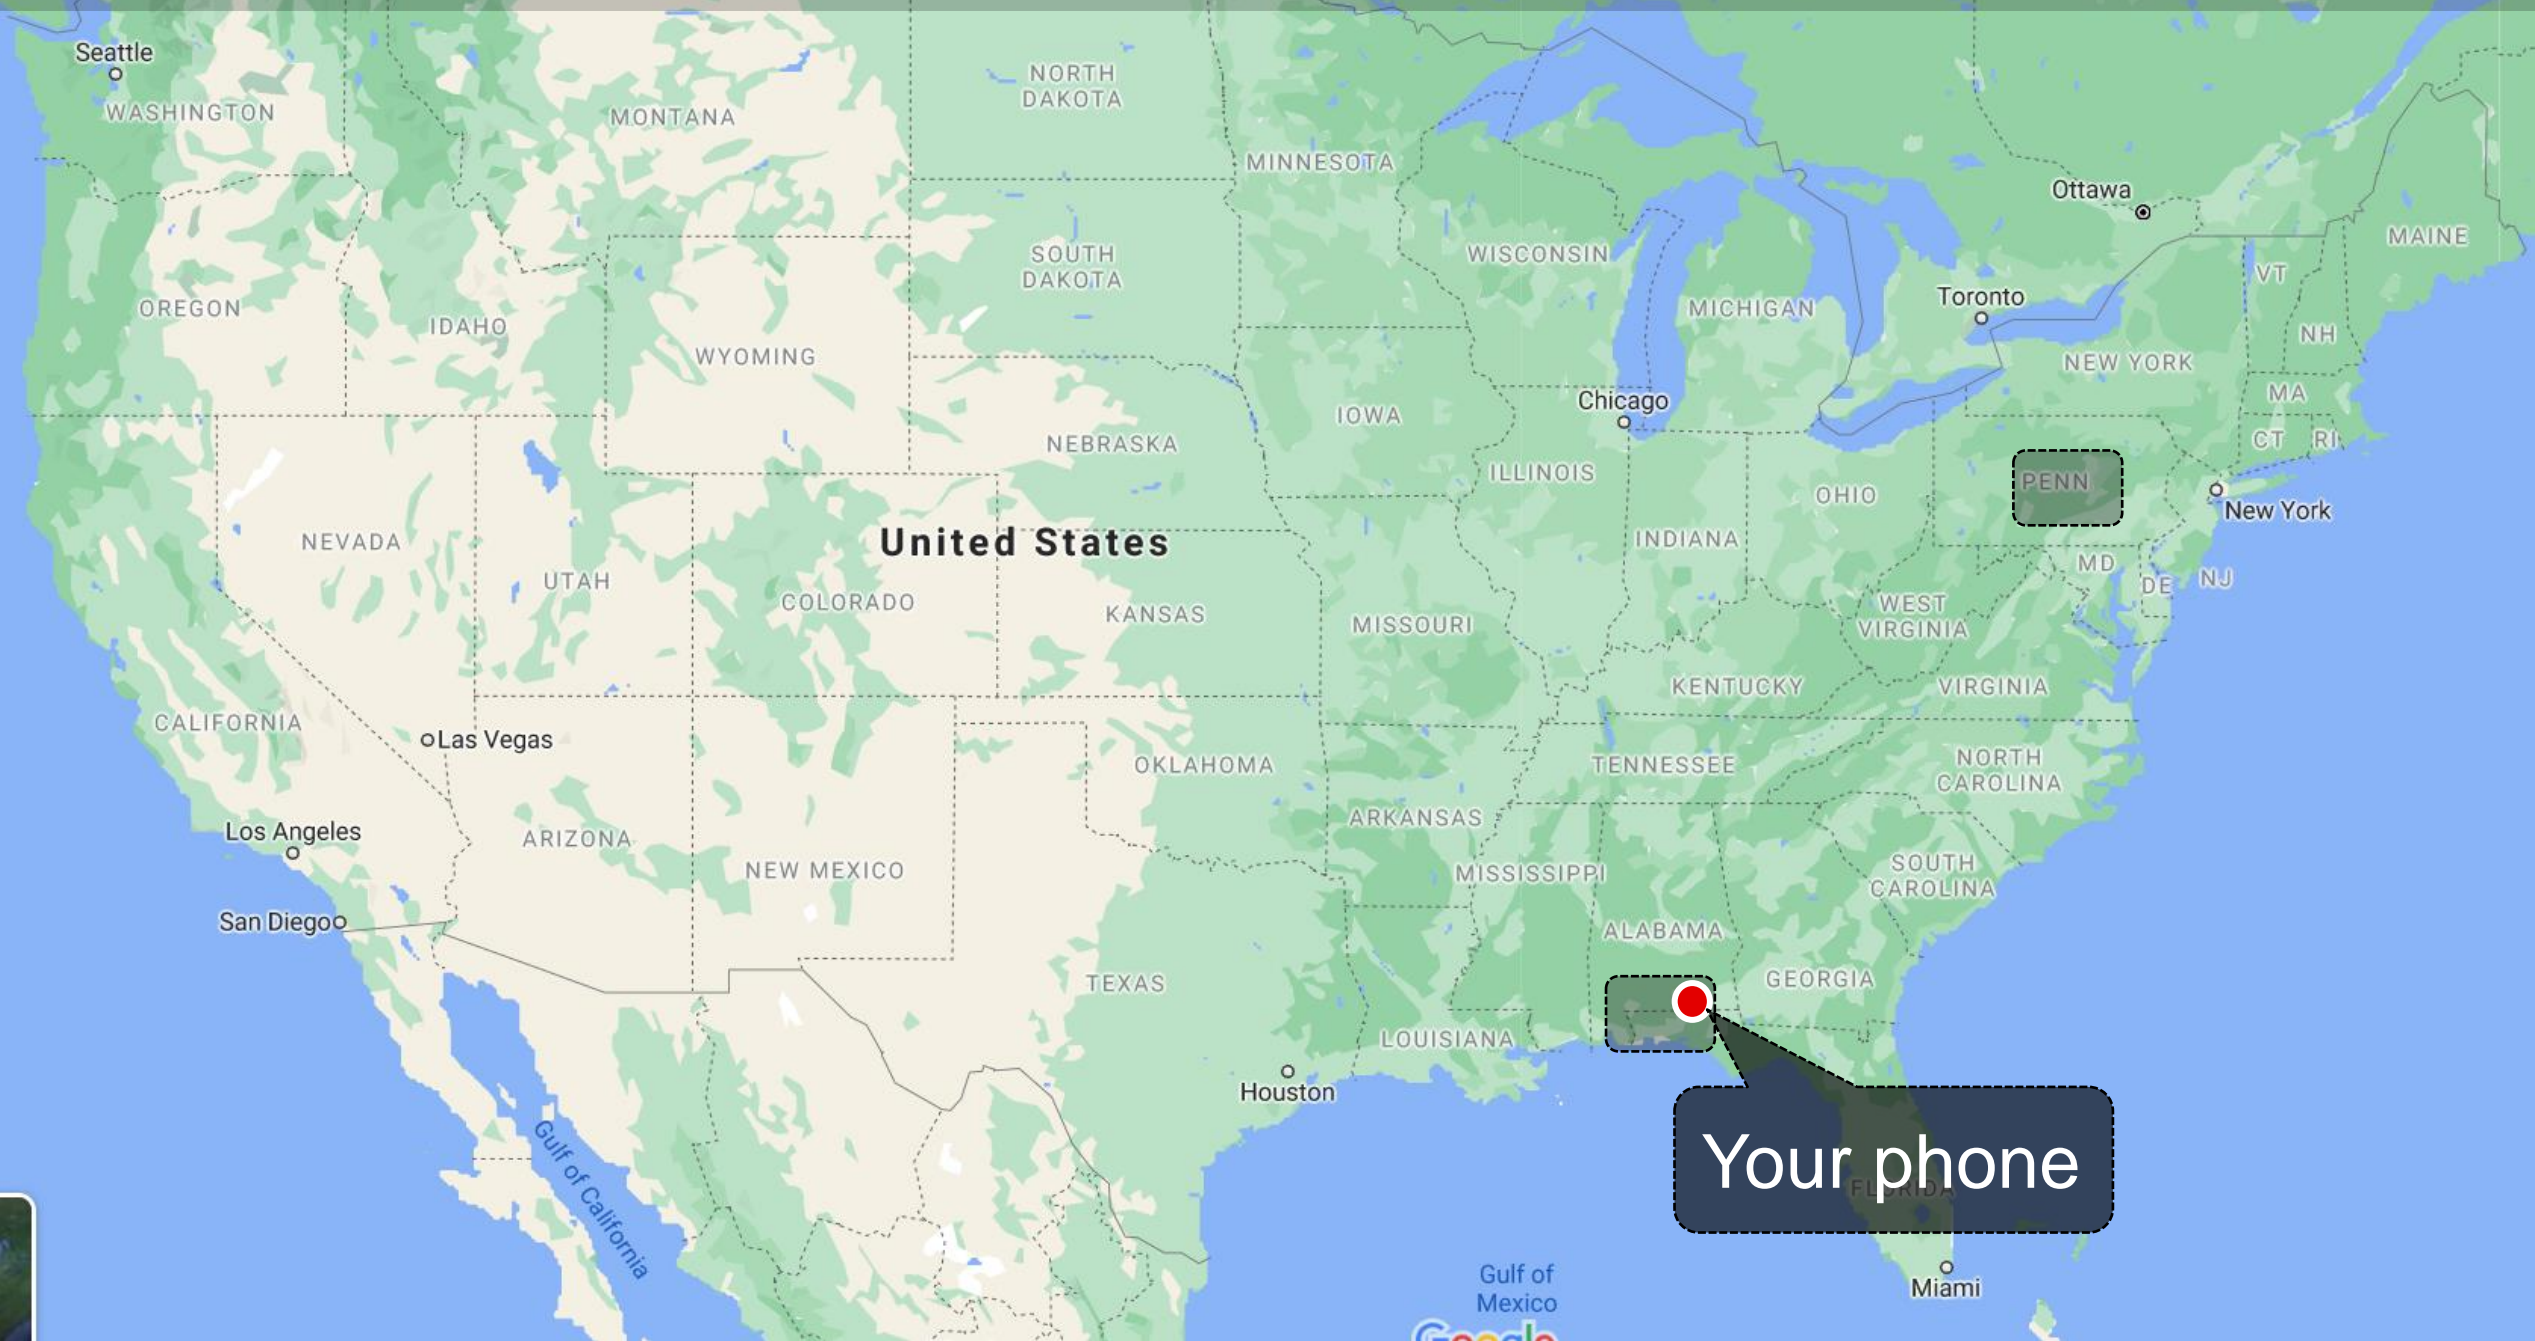 Seattle
WASHINGTON
MONTANA
NORTH
DAKOTA
MINNESOTA
Ottawa
MAINE
SOUTH
DAKOTA
WISCONSIN
VT
OREGON
IDAHO
MICHIGAN
Toronto
NH
WYOMING
NEW YORK
MA
Chicago
IOWA
NEBRASKA
CT
RI
ILLINOIS
OHIO
PENN
New York
NEVADA
United States
INDIANA
MD
DE
NJ
UTAH
COLORADO
KANSAS
MISSOURI
WEST
VIRGINIA
KENTUCKY
VIRGINIA
CALIFORNIA
Las Vegas
OKLAHOMA
TENNESSEE
NORTH
CAROLINA
Los Angeles
ARIZONA
NEW MEXICO
ARKANSAS
MISSISSIPPI
SOUTH
CAROLINA
San Diego
ALABAMA
TEXAS
GEORGIA
LOUISIANA
Houston
Your phone
FLORIDA
Gulf of California
Gulf of
Mexico
Miami
Google